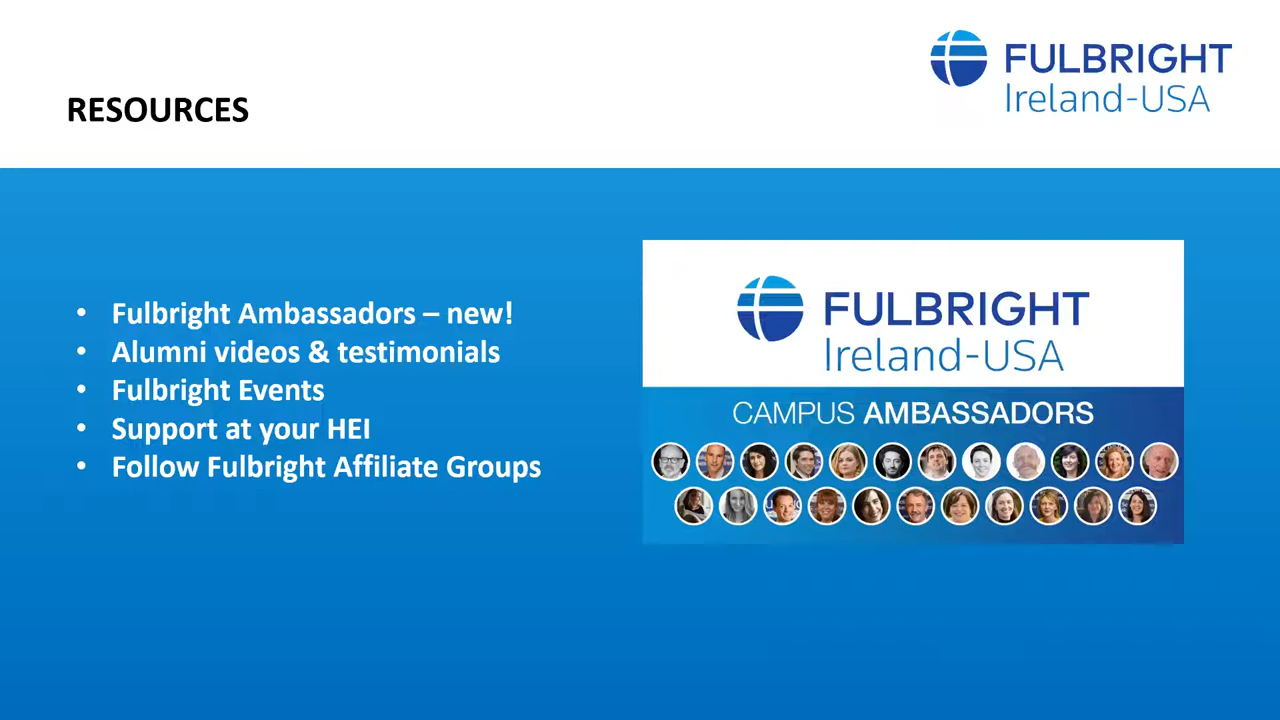 RESOURCES
FULBRIGHT
Ireland-USA
• Fulbright Ambassadors – new!
• Alumni videos & testimonials
• Fulbright Events
• Support at your HEI
• Follow Fulbright Affiliate Groups
FULBRIGHT
Ireland-USA
CAMPUS AMBASSADORS